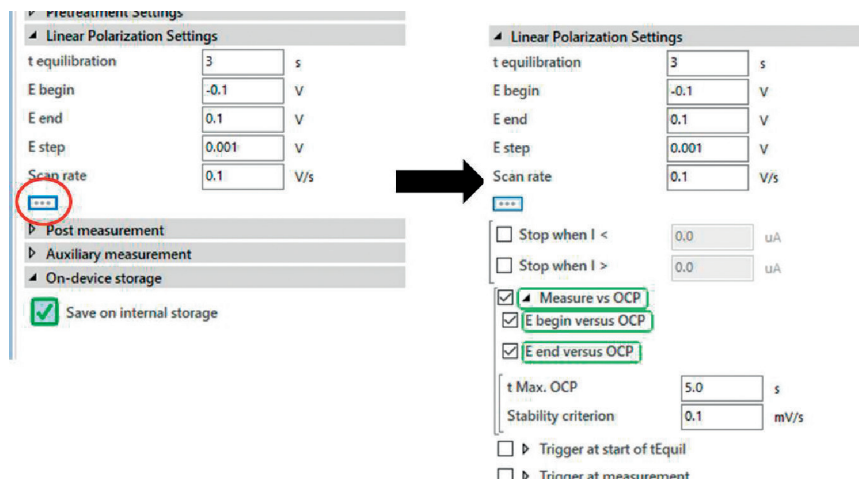 Pretreatment Settings
Linear Polarization Settings
t equilibration 3 s
E begin -0.1 V
E end 0.1 V
E step 0.001 V
Scan rate 0.1 V/s
Post measurement
Auxiliary measurement
On-device storage
Save on internal storage
Linear Polarization Settings
t equilibration 3 s
E begin -0.1 V
E end 0.1 V
E step 0.001 V
Scan rate 0.1 V/s
Stop when I < 0.0 uA
Stop when I > 0.0 uA
Measure vs OCP
E begin versus OCP
E end versus OCP
t Max. OCP 5.0 s
Stability criterion 0.1 mV/s
Trigger at start of tEquil
Trigger at measurement